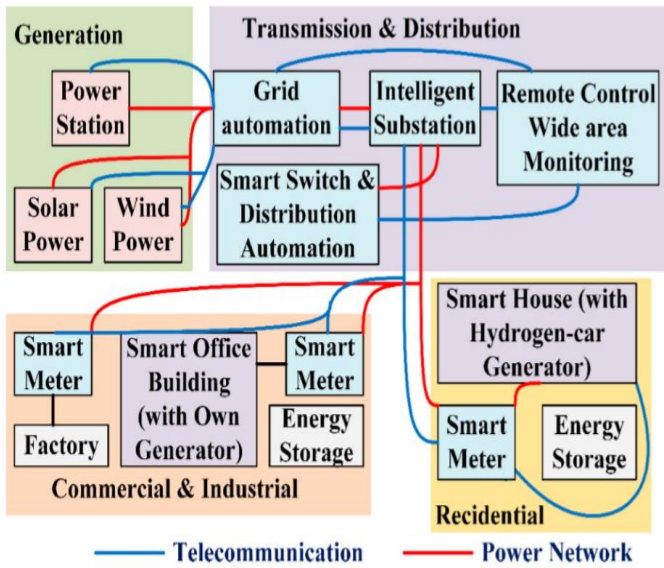 Generation
Transmission & Distribution
Power
Station
Grid
automation
Intelligent
Substation
Remote Control
Wide area
Monitoring
Solar
Power
Wind
Power
Smart Switch &
Distribution
Automation
Smart
Meter
Smart Office
Building
(with Own
Generator)
Smart
Meter
Factory
Energy
Storage
Commercial & Industrial
Smart House (with
Hydrogen-car
Generator)
Smart
Meter
Energy
Storage
Recidential
Telecommunication
Power Network